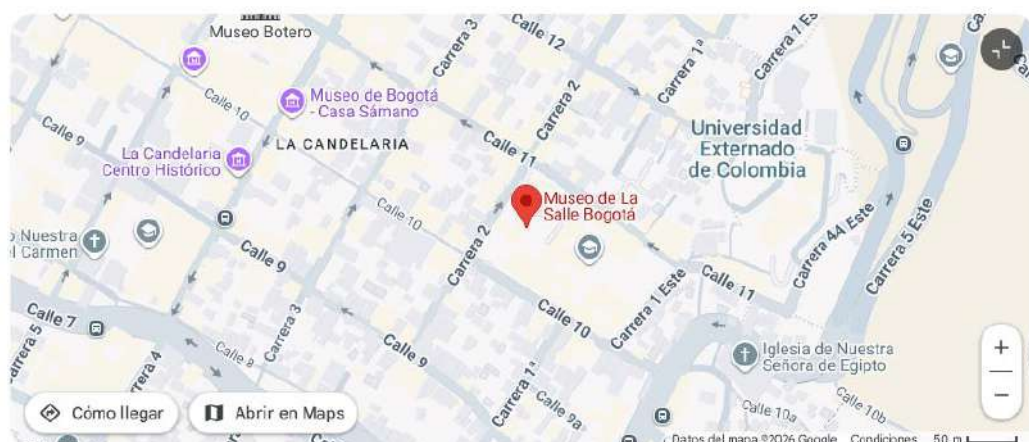 Museo Botero
Carrera 3
Calle 12
Carrera 1ª
Carrera 1 Este
Calle 10
Museo de Bogotá
- Casa Sámano
Carrera 2
Calle 9
LA CANDELARIA
La Candelaria
Centro Histórico
Calle 11
Universidad
Externado
de Colombia
Museo de La
Salle Bogotá
Calle 10
Nuestra
el Carmen
Calle 9
Carrera 2
Carrera 4A Este
Carrera 5 Este
Calle 11
Carrera 1 Este
Calle 7
Carrera 3
Calle 10
Carrera 5
Carrera 4
Calle 8
Calle 9
Carrera 1ª
Iglesia de Nuestra
Señora de Egipto
Calle 9a
Calle 10a
Calle 10b
Cómo llegar
Abrir en Maps
+
−
Datos del mapa ©2026 Google
Condiciones
50 m